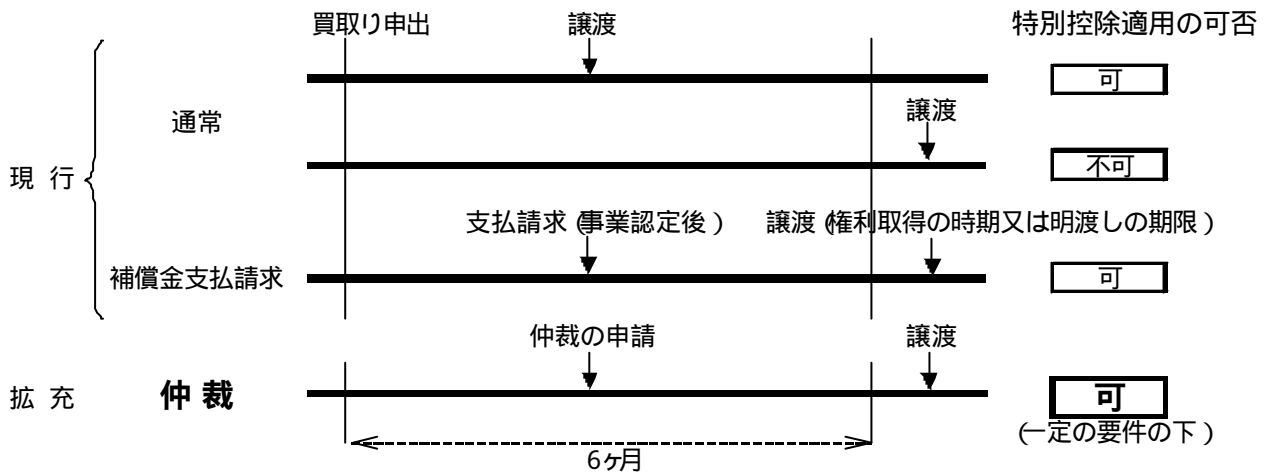 買取り申出 譲渡 特別控除適用の可否
可
通常 譲渡
現 行 不可
支払請求(事業認定後) 譲渡(権利取得の時期又は明渡しの期限)
補償金支払請求 可
仲裁の申請 譲渡
拡 充 仲 裁 可
(一定の要件の下)
6ヶ月